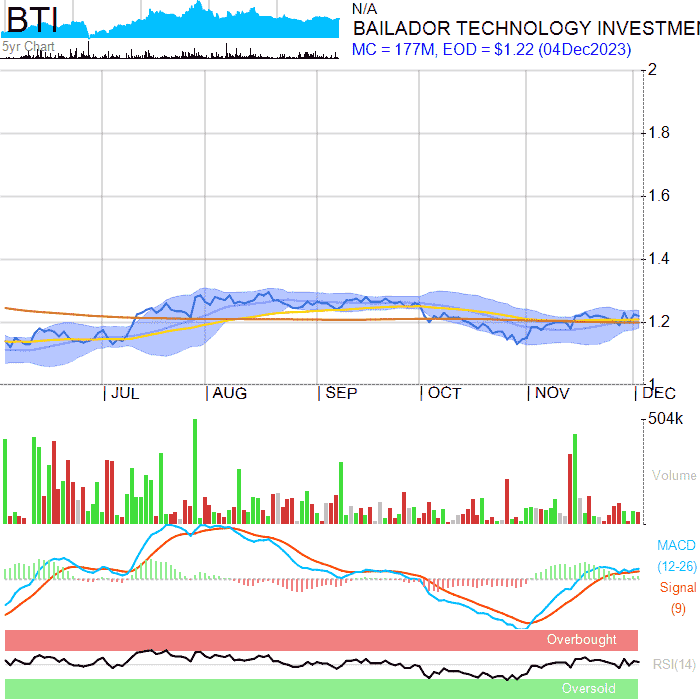 BTI
5yr Chart
N/A
BAILADOR TECHNOLOGY INVESTMEN
MC = 177M, EOD = $1.22 (04Dec2023)
2
1.8
1.6
1.4
1.2
1
JUL AUG SEP OCT NOV DEC
504k
Volume
MACD
(12-26)
Signal
(9)
Overbought
RSI(14)
Oversold